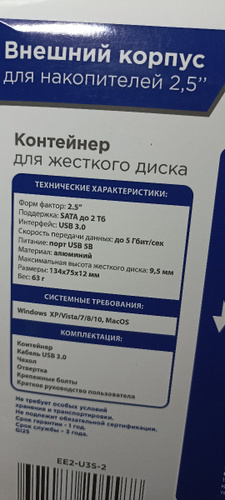 Внешний корпус
для накопителей 2,5’’
Контейнер
для жесткого диска
ТЕХНИЧЕСКИЕ ХАРАКТЕРИСТИКИ:
Форм фактор: 2.5"
Поддержка: SATA до 2 Тб
Интерфейс: USB 3.0
Скорость передачи данных: до 5 Гбит/сек
Питание: порт USB 5В
Материал: алюминий
Максимальная высота жесткого диска: 9,5 мм
Размеры: 134x75x12 мм
Вес: 63 г
СИСТЕМНЫЕ ТРЕБОВАНИЯ:
Windows XP/Vista/7/8/10, MacOS
КОМПЛЕКТАЦИЯ:
Контейнер
Кабель USB 3.0
Чехол
Отвертка
Крепежные болты
Краткое руководство пользователя
Не требует особых условий
хранения и транспортировки.
Не подлежит обязательной сертификации.
Срок гарантии - 1 год.
Срок службы - 3 года.
EE2-U3S-2